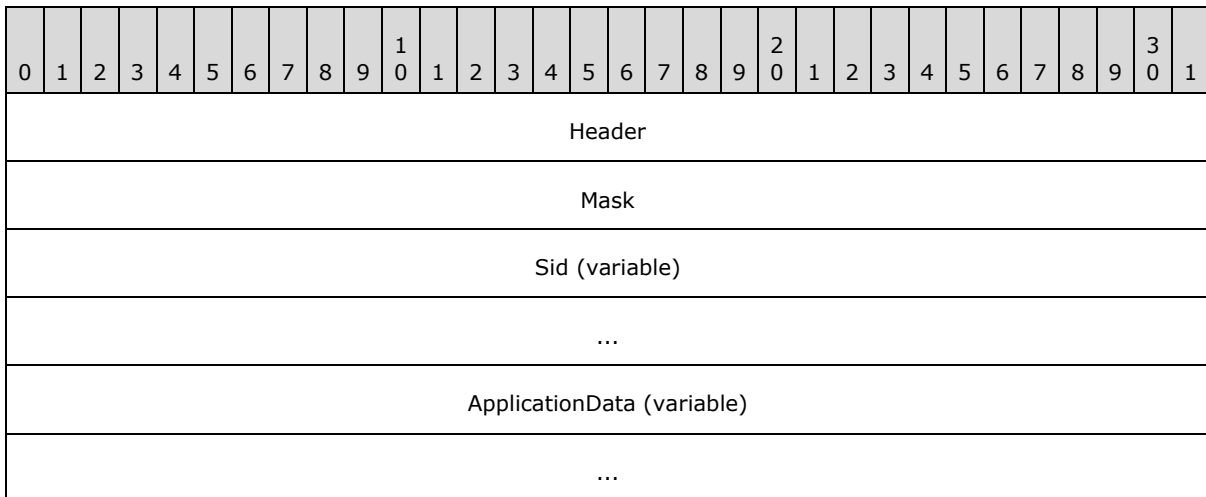 1 2 3
0 1 2 3 4 5 6 7 8 9 0 1 2 3 4 5 6 7 8 9 0 1 2 3 4 5 6 7 8 9 0 1
Header
Mask
Sid (variable)
...
ApplicationData (variable)
...